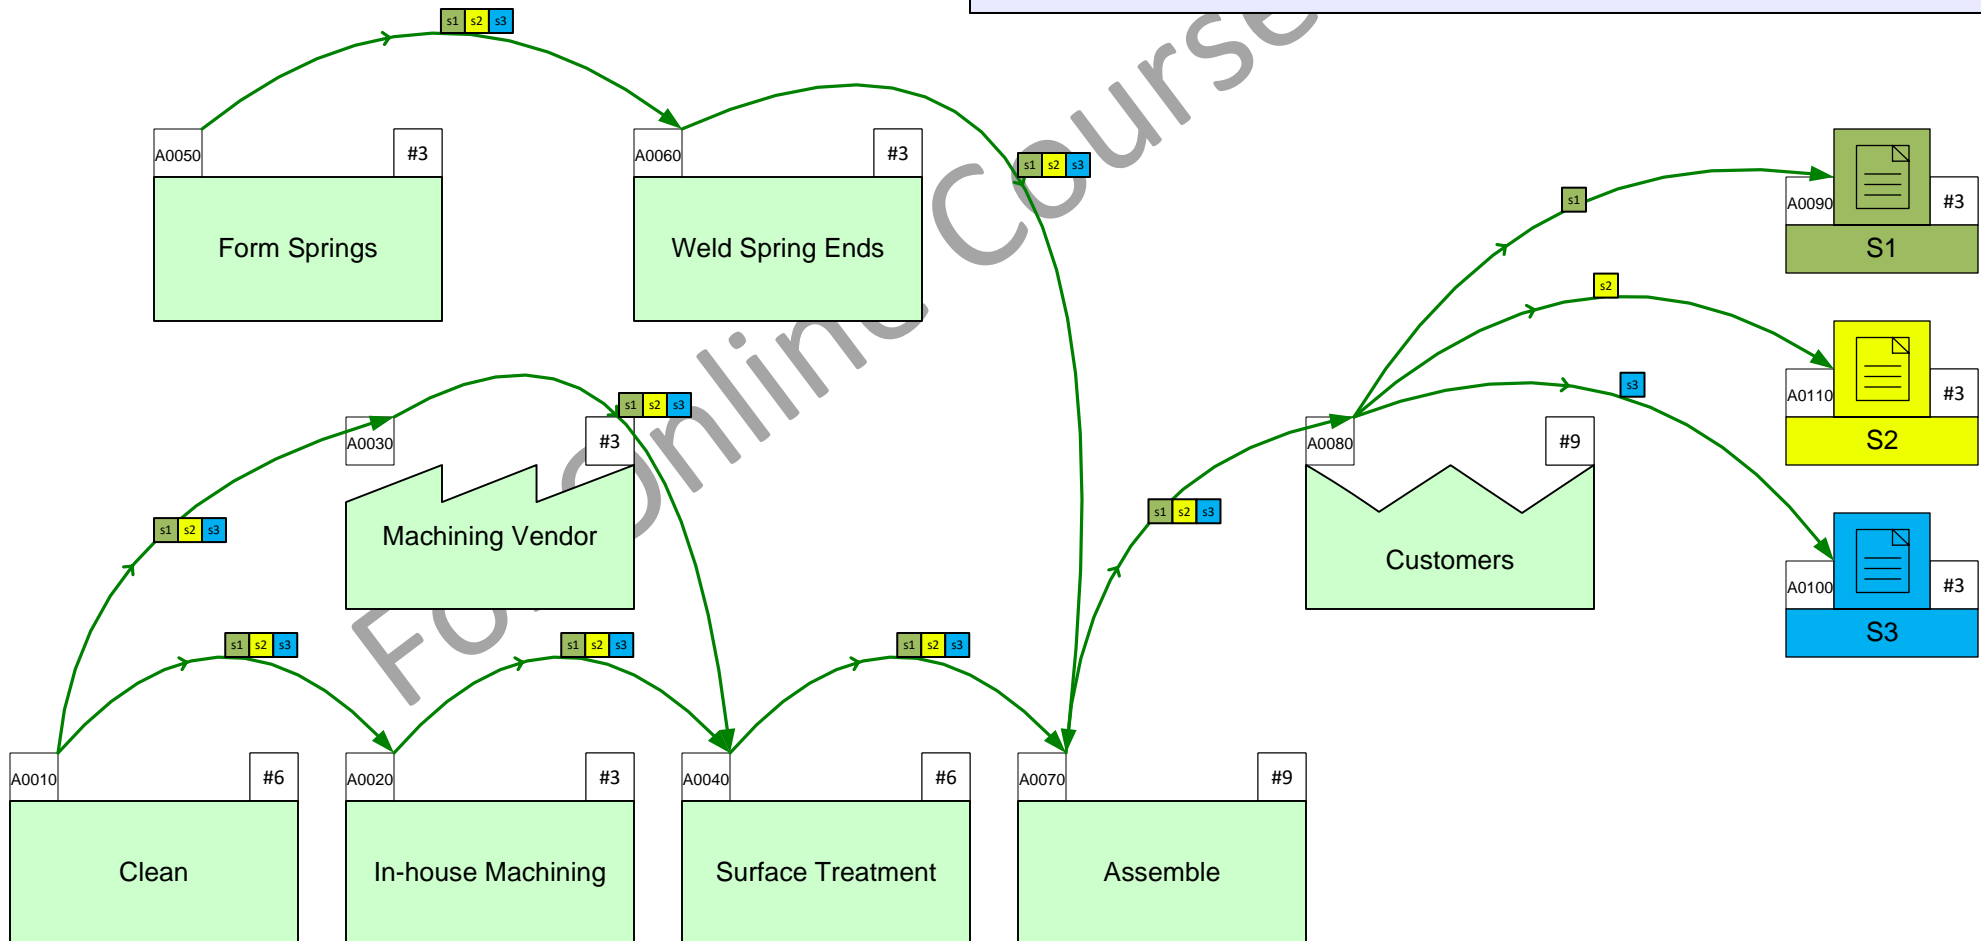 s1 s2 s3
A0050 #3
Form Springs
A0060 #3
Weld Spring Ends
s1 s2 s3
s1
A0090 #3
S1
s2
A0110 #3
S2
s3
A0100 #3
S3
s1 s2 s3
A0030 #3
Machining Vendor
s1 s2 s3
A0080 #9
Customers
s1 s2 s3
s1 s2 s3
s1 s2 s3
s1 s2 s3
A0010 #6
Clean
A0020 #3
In-house Machining
A0040 #6
Surface Treatment
A0070 #9
Assemble
For Online Course